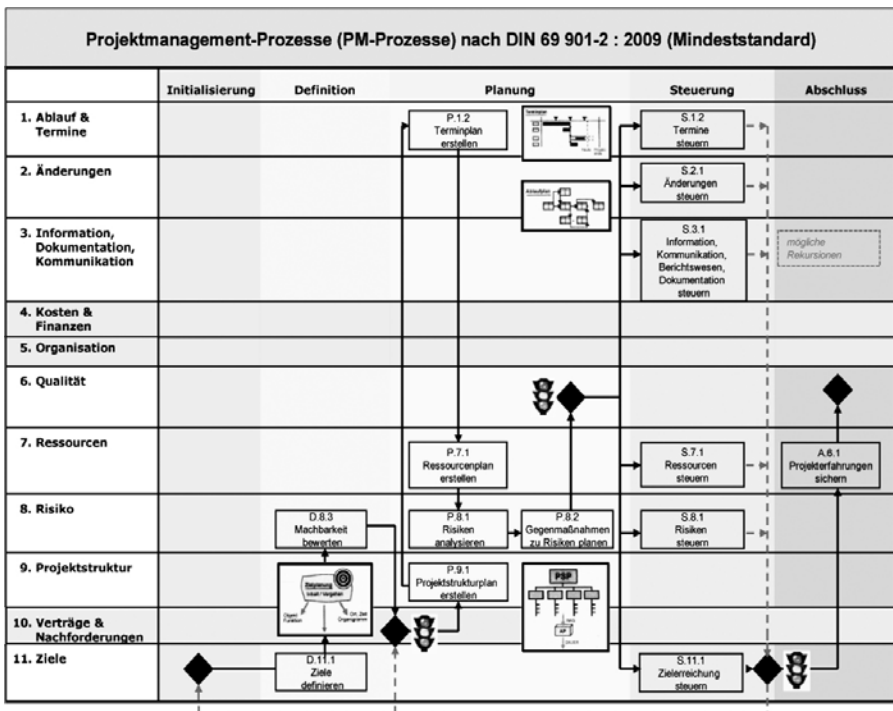 Projektmanagement-Prozesse (PM-Prozesse) nach DIN 69 901-2 : 2009 (Mindeststandard)
Initialisierung
Definition
Planung
Steuerung
Abschluss
1. Ablauf &
Termine
P.1.2
Terminplan
erstellen
S.1.2
Termine
steuern
2. Änderungen
S.2.1
Änderungen
steuern
3. Information,
Dokumentation,
Kommunikation
S.3.1
Information,
Kommunikation,
Berichtswesen,
Dokumentation
steuern
mögliche
Rekursionen
4. Kosten &
Finanzen
5. Organisation
6. Qualität
7. Ressourcen
P.7.1
Ressourcenplan
erstellen
S.7.1
Ressourcen
steuern
A.6.1
Projekterfahrungen
sichern
8. Risiko
D.8.3
Machbarkeit
bewerten
P.8.1
Risiken
analysieren
P.8.2
Gegenmaßnahmen
zu Risiken planen
S.8.1
Risiken
steuern
9. Projektstruktur
P.9.1
Projektstrukturplan
erstellen
PSP
AP
10. Verträge &
Nachforderungen
11. Ziele
D.11.1
Ziele
definieren
S.11.1
Zielerreichung
steuern